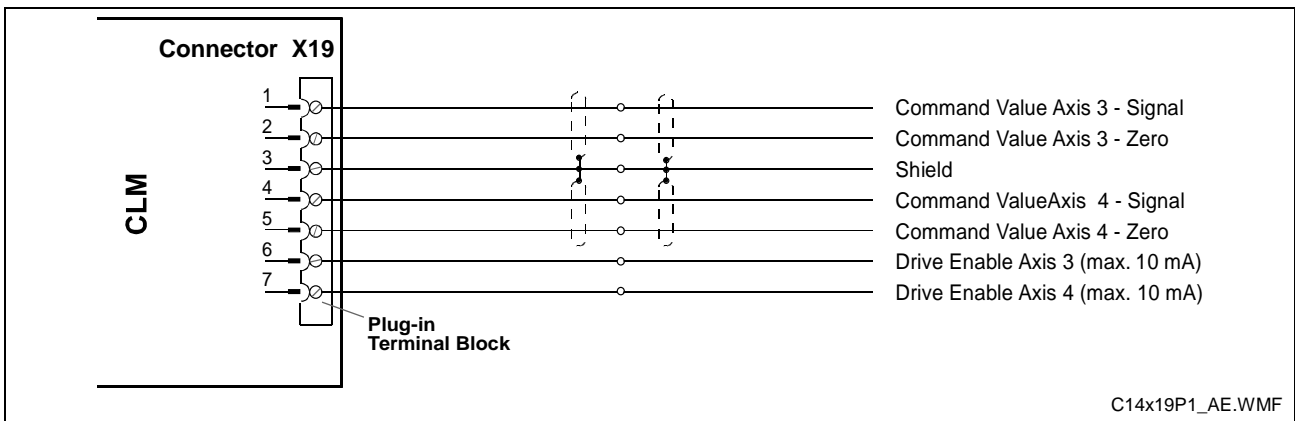 Connector X19
1 Command Value Axis 3 - Signal
2 Command Value Axis 3 - Zero
3 Shield
4 Command ValueAxis 4 - Signal
5 Command Value Axis 4 - Zero
6 Drive Enable Axis 3 (max. 10 mA)
7 Drive Enable Axis 4 (max. 10 mA)
CLM
Plug-in
Terminal Block
C14x19P1_AE.WMF